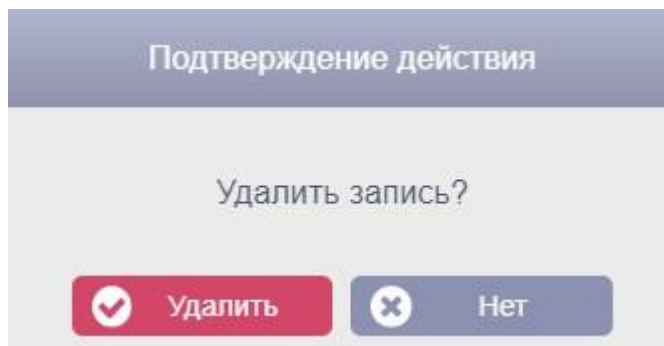 Подтверждение действия
Удалить запись?
Удалить Нет